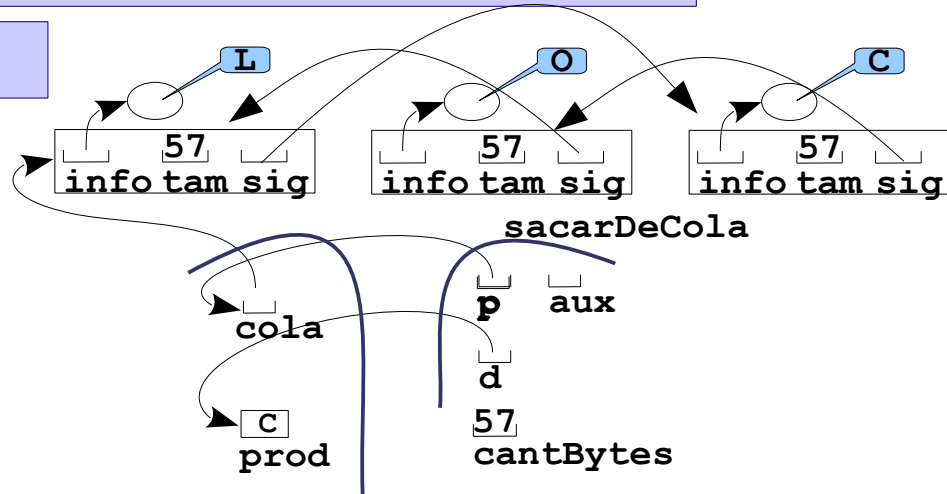 L O C
57 57 57
info tam sig info tam sig info tam sig
sacarDeCola
p aux
cola
d
C 57
prod cantBytes